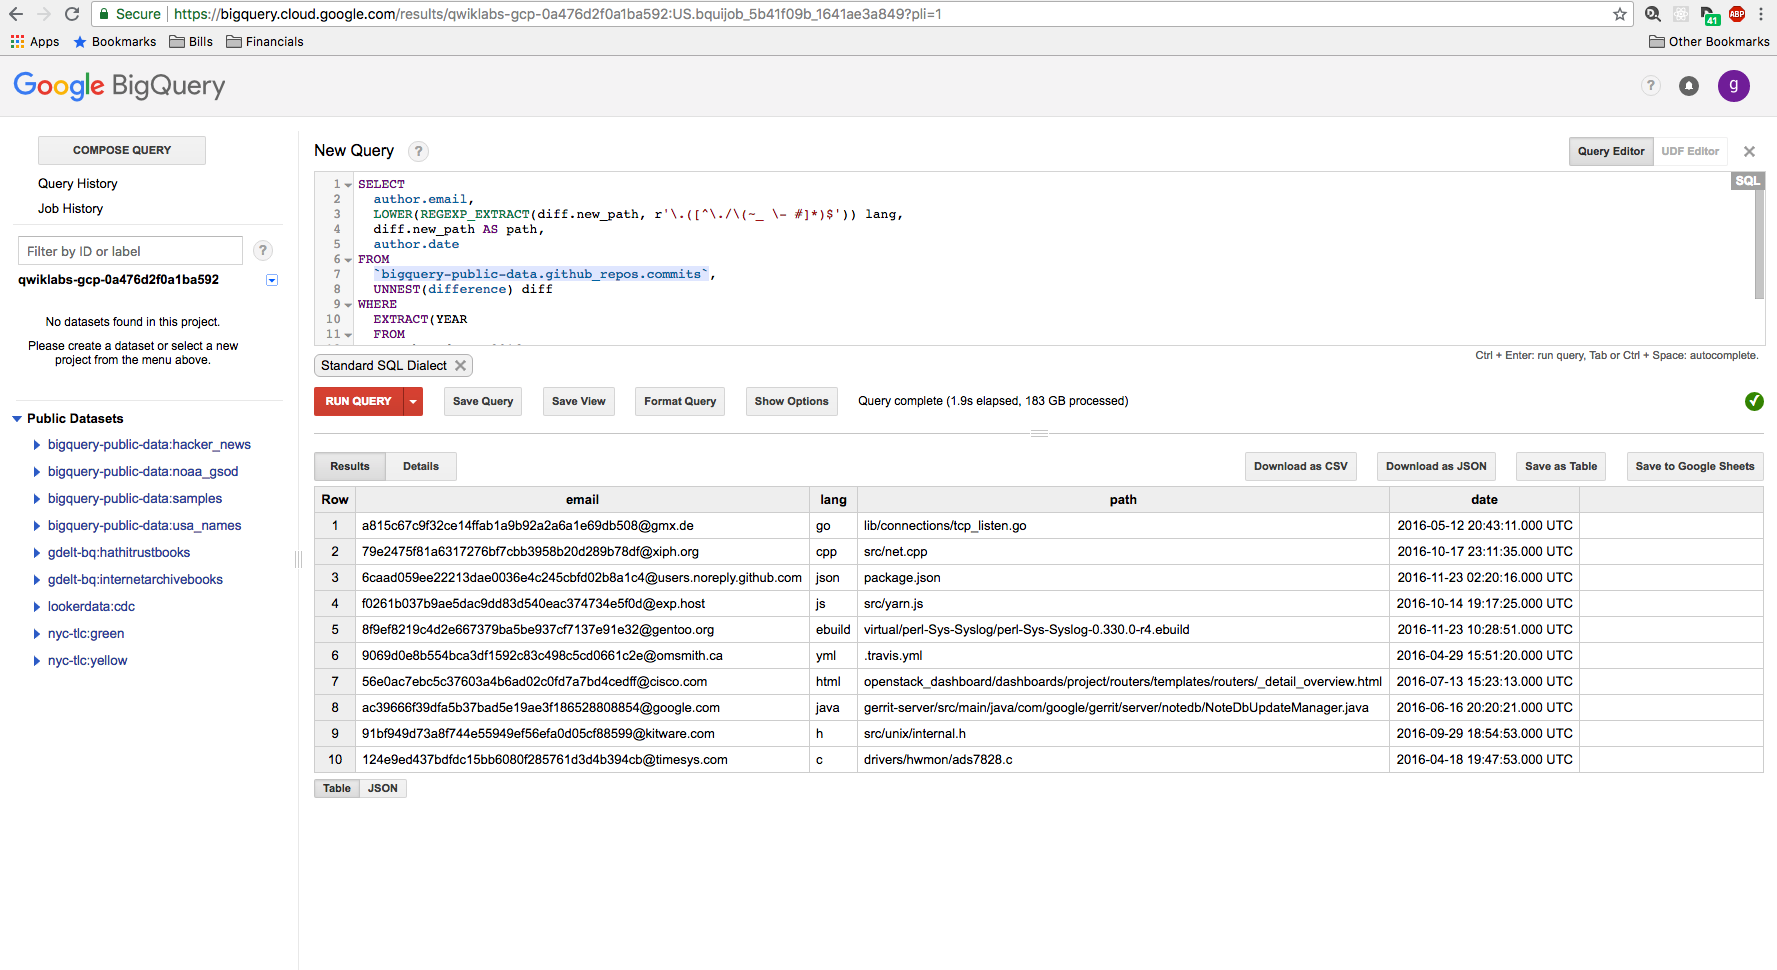 Secure https://bigquery.cloud.google.com/results/qwiklabs-gcp-0a476d2f0a1ba592:US.bquijob_5b41f09b_1641ae3a849?pli=1
41 ABP
Apps Bookmarks Bills Financials Other Bookmarks
Google BigQuery ? g
COMPOSE QUERY
Query History
Job History
Filter by ID or label ?
qwiklabs-gcp-0a476d2f0a1ba592
No datasets found in this project.
Please create a dataset or select a new
project from the menu above.
Public Datasets
bigquery-public-data:hacker_news
bigquery-public-data:noaa_gsod
bigquery-public-data:samples
bigquery-public-data:usa_names
gdelt-bq:hathitrustbooks
gdelt-bq:internetarchivebooks
lookerdata:cdc
nyc-tlc:green
nyc-tlc:yellow
New Query ? Query Editor UDF Editor
SQL
1 SELECT
2 author.email,
3 LOWER(REGEXP_EXTRACT(diff.new_path, r'\.([^\./\(~_ \- #]*)$')) lang,
4 diff.new_path AS path,
5 author.date
6 FROM
7 `bigquery-public-data.github_repos.commits`,
8 UNNEST(difference) diff
9 WHERE
10 EXTRACT(YEAR
11 FROM
Ctrl + Enter: run query, Tab or Ctrl + Space: autocomplete.
Standard SQL Dialect
RUN QUERY Save Query Save View Format Query Show Options Query complete (1.9s elapsed, 183 GB processed)
Results Details Download as CSV Download as JSON Save as Table Save to Google Sheets
Row email lang path date
1 a815c67c9f32ce14ffab1a9b92a2a6a1e69db508@gmx.de go lib/connections/tcp_listen.go 2016-05-12 20:43:11.000 UTC
2 79e2475f81a6317276bf7cbb3958b20d289b78df@xiph.org cpp src/net.cpp 2016-10-17 23:11:35.000 UTC
3 6caad059ee22213dae0036e4c245cbfd02b8a1c4@users.noreply.github.com json package.json 2016-11-23 02:20:16.000 UTC
4 f0261b037b9ae5dac9dd83d540eac374734e5f0d@exp.host js src/yarn.js 2016-10-14 19:17:25.000 UTC
5 8f9ef8219c4d2e667379ba5be937cf7137e91e32@gentoo.org ebuild virtual/perl-Sys-Syslog/perl-Sys-Syslog-0.330.0-r4.ebuild 2016-11-23 10:28:51.000 UTC
6 9069d0e8b554bca3df1592c83c498c5cd0661c2e@omsmith.ca yml .travis.yml 2016-04-29 15:51:20.000 UTC
7 56e0ac7ebc5c37603a4b6ad02c0fd7a7bd4cedff@cisco.com html openstack_dashboard/dashboards/project/routers/templates/routers/_detail_overview.html 2016-07-13 15:23:13.000 UTC
8 ac39666f39dfa5b37bad5e19ae3f186528808854@google.com java gerrit-server/src/main/java/com/google/gerrit/server/notedb/NoteDbUpdateManager.java 2016-06-16 20:20:21.000 UTC
9 91bf949d73a8f744e55949ef56efa0d05cf88599@kitware.com h src/unix/internal.h 2016-09-29 18:54:53.000 UTC
10 124e9ed437bdfdc15bb6080f285761d3d4b394cb@timesys.com c drivers/hwmon/ads7828.c 2016-04-18 19:47:53.000 UTC
Table JSON